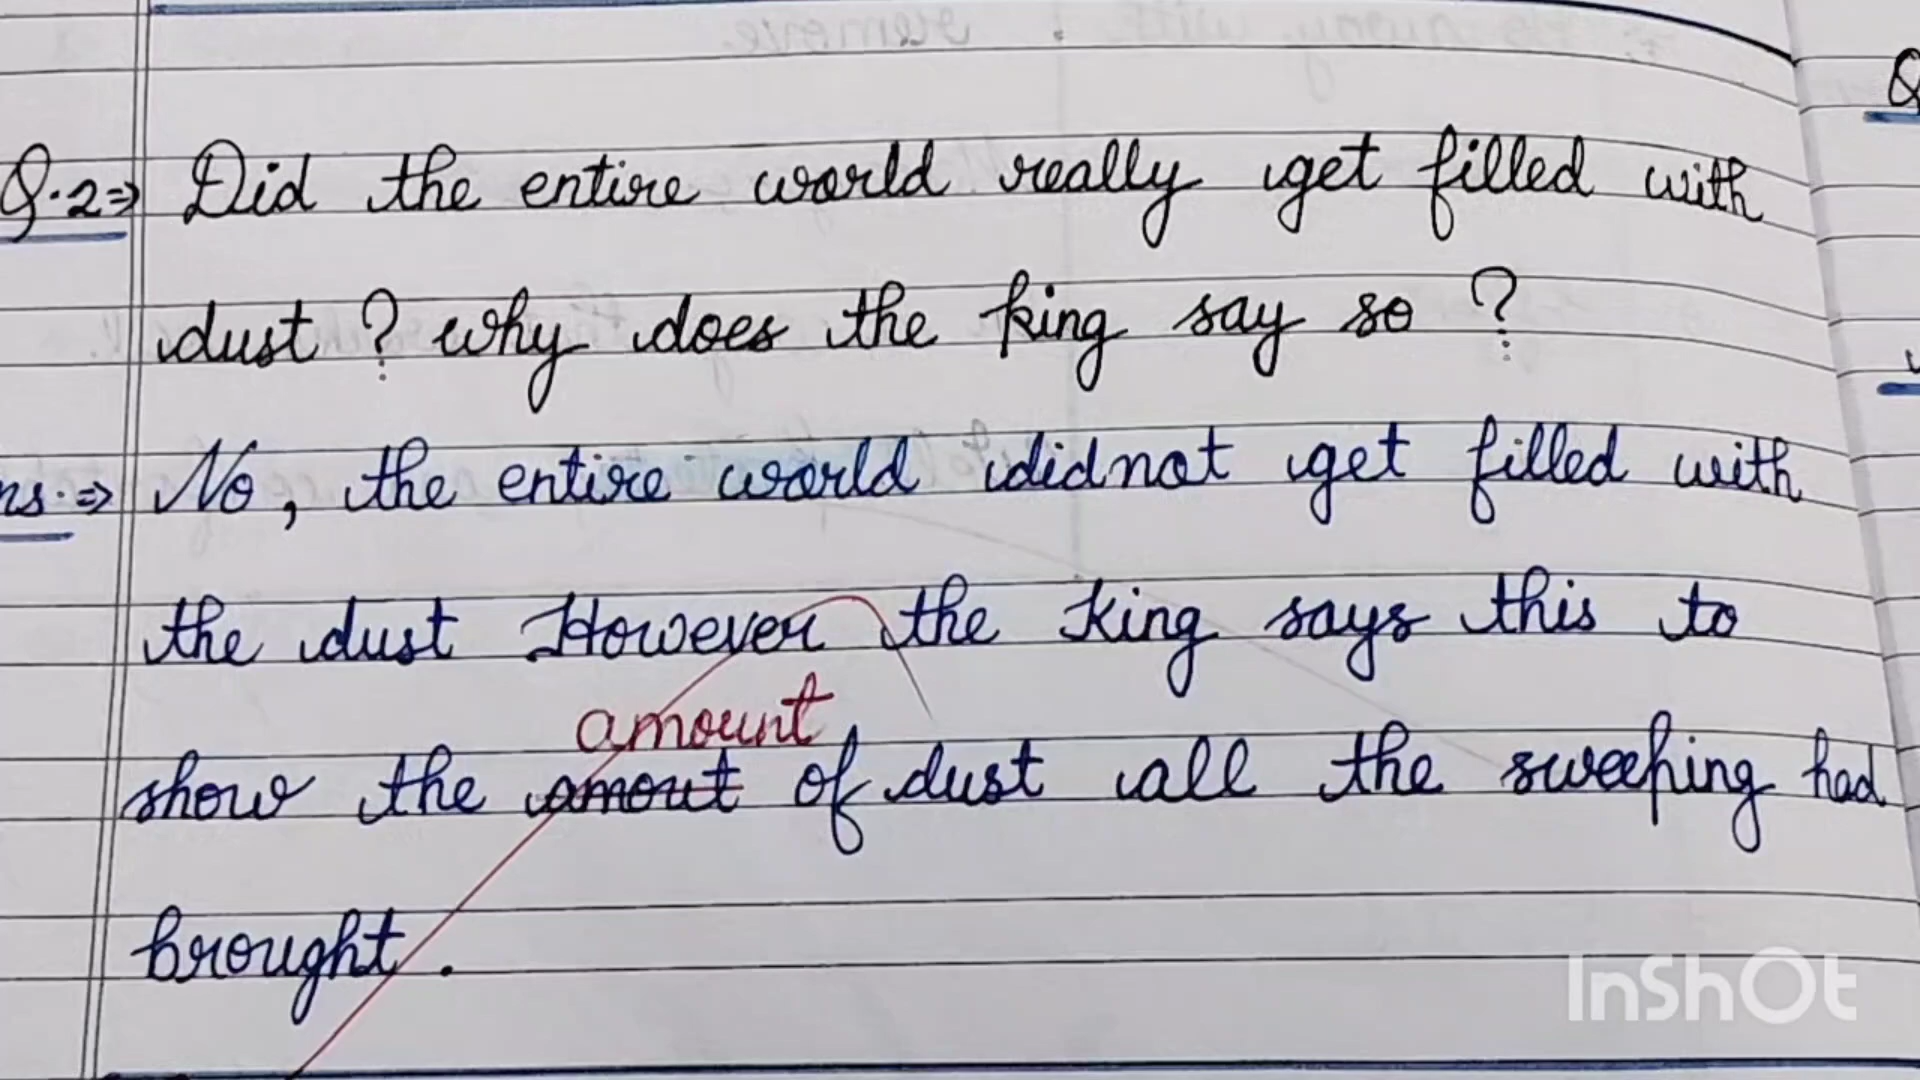 Q.2⇒ Did the entire world really get filled with
dust ? why does the king say so ?
ns.⇒ No, the entire world didnot get filled with
the dust However the king says this to
amount
show the amout of dust all the sweeping had
brought .
InShOt